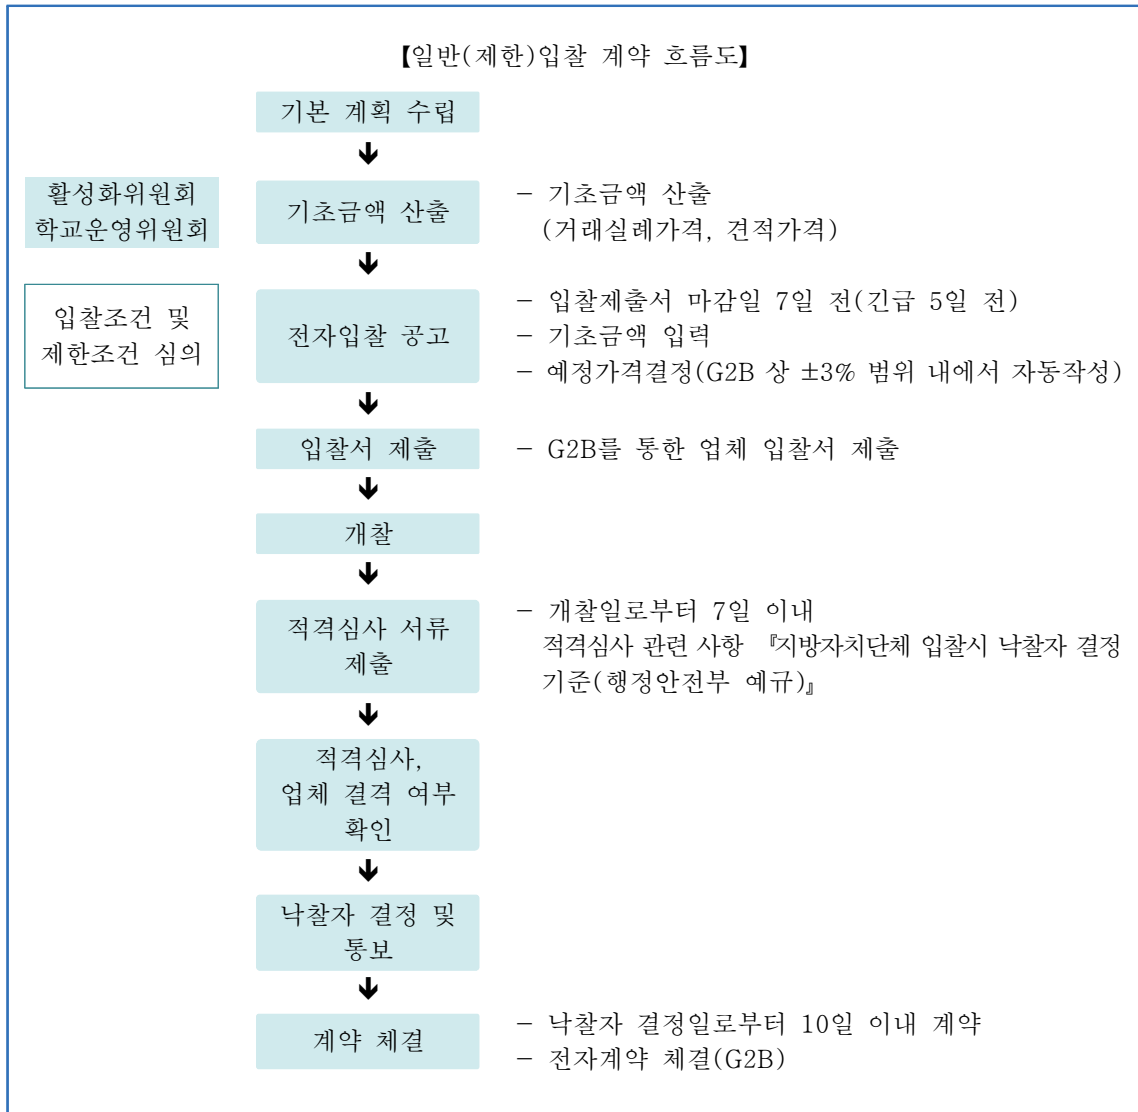 【일반(제한)입찰 계약 흐름도】
기본 계획 수립
활성화위원회
학교운영위원회
기초금액 산출
- 기초금액 산출
(거래실례가격, 견적가격)
입찰조건 및
제한조건 심의
전자입찰 공고
- 입찰제출서 마감일 7일 전(긴급 5일 전)
- 기초금액 입력
- 예정가격결정(G2B 상 ±3% 범위 내에서 자동작성)
입찰서 제출
- G2B를 통한 업체 입찰서 제출
개찰
적격심사 서류
제출
- 개찰일로부터 7일 이내
적격심사 관련 사항 『지방자치단체 입찰시 낙찰자 결정
기준(행정안전부 예규)』
적격심사,
업체 결격 여부
확인
낙찰자 결정 및
통보
계약 체결
- 낙찰자 결정일로부터 10일 이내 계약
- 전자계약 체결(G2B)